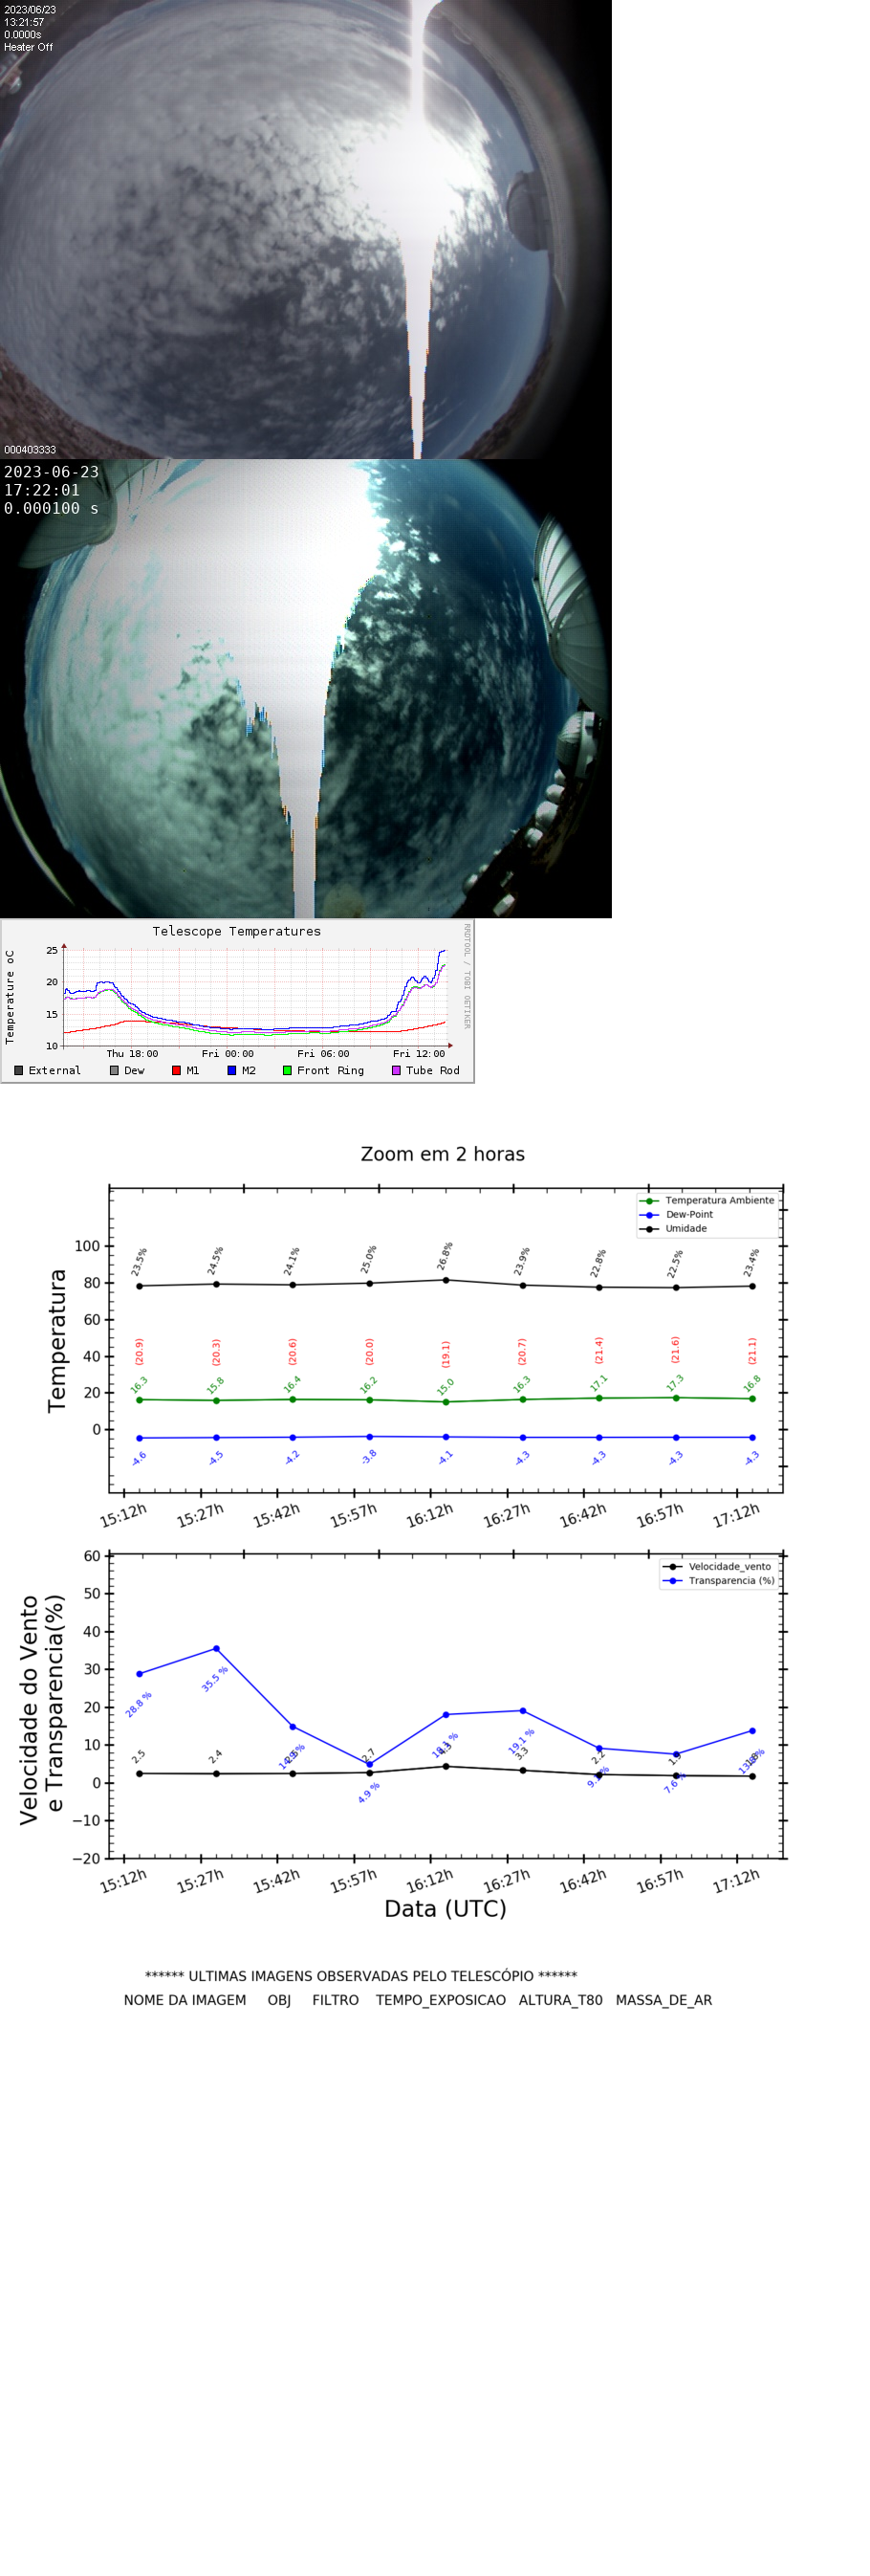 2023/06/23
13:21:57
0.0000s
Heater Off
000403333
2023-06-23
17:22:01
0.000100 s
Telescope Temperatures
RRDTOOL / TOBI OETIKER
Temperature oC
25
20
15
10
Thu 18:00 Fri 00:00 Fri 06:00 Fri 12:00
External Dew M1 M2 Front Ring Tube Rod
Zoom em 2 horas
Temperatura Ambiente
Dew-Point
Umidade
Temperatura
100
80
60
40
20
0
23.5% 24.5% 24.1% 25.0% 26.8% 23.9% 22.8% 22.5% 23.4%
(20.9) (20.3) (20.6) (20.0) (19.1) (20.7) (21.4) (21.6) (21.1)
16.3 15.8 16.4 16.2 15.0 16.3 17.1 17.3 16.8
-4.6 -4.5 -4.2 -3.8 -4.1 -4.3 -4.3 -4.3 -4.3
15:12h 15:27h 15:42h 15:57h 16:12h 16:27h 16:42h 16:57h 17:12h
Velocidade_vento
Transparencia (%)
Velocidade do Vento
e Transparencia(%)
60
50
40
30
20
10
0
−10
−20
28.8 % 35.5 % 4.9 % 19.1 % 7.6 %
2.5 2.4 2.7 3.3 2.2
15:12h 15:27h 15:42h 15:57h 16:12h 16:27h 16:42h 16:57h 17:12h
Data (UTC)
****** ULTIMAS IMAGENS OBSERVADAS PELO TELESCÓPIO ******
NOME DA IMAGEM OBJ FILTRO TEMPO_EXPOSICAO ALTURA_T80 MASSA_DE_AR